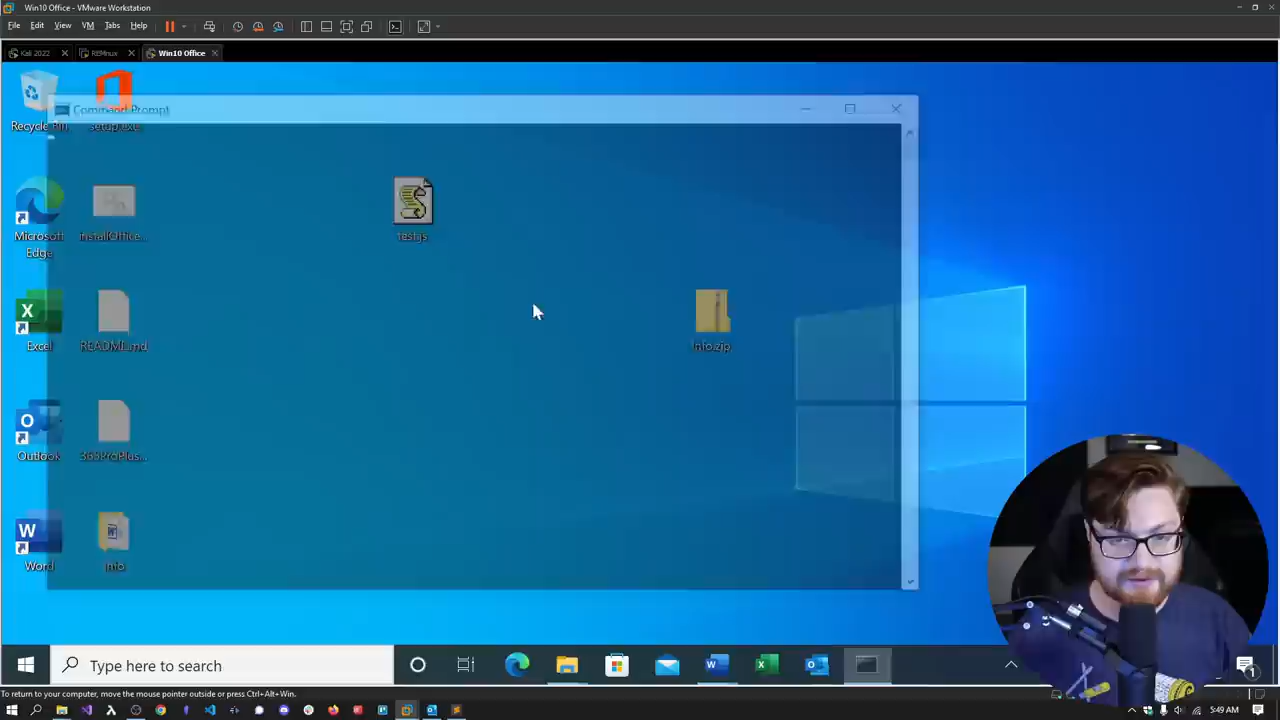 Win10 Office - VMware Workstation
File Edit View VM Tabs Help
Kali 2022
REMnux
Win10 Office
Command Prompt
Recycle Bin
setup.exe
Microsoft Edge
installOffice...
test.js
Excel
README.md
Info.zip
Outlook
365ProPlus...
Word
info
Type here to search
1
To return to your computer, move the mouse pointer outside or press Ctrl+Alt+Win.
5:49 AM